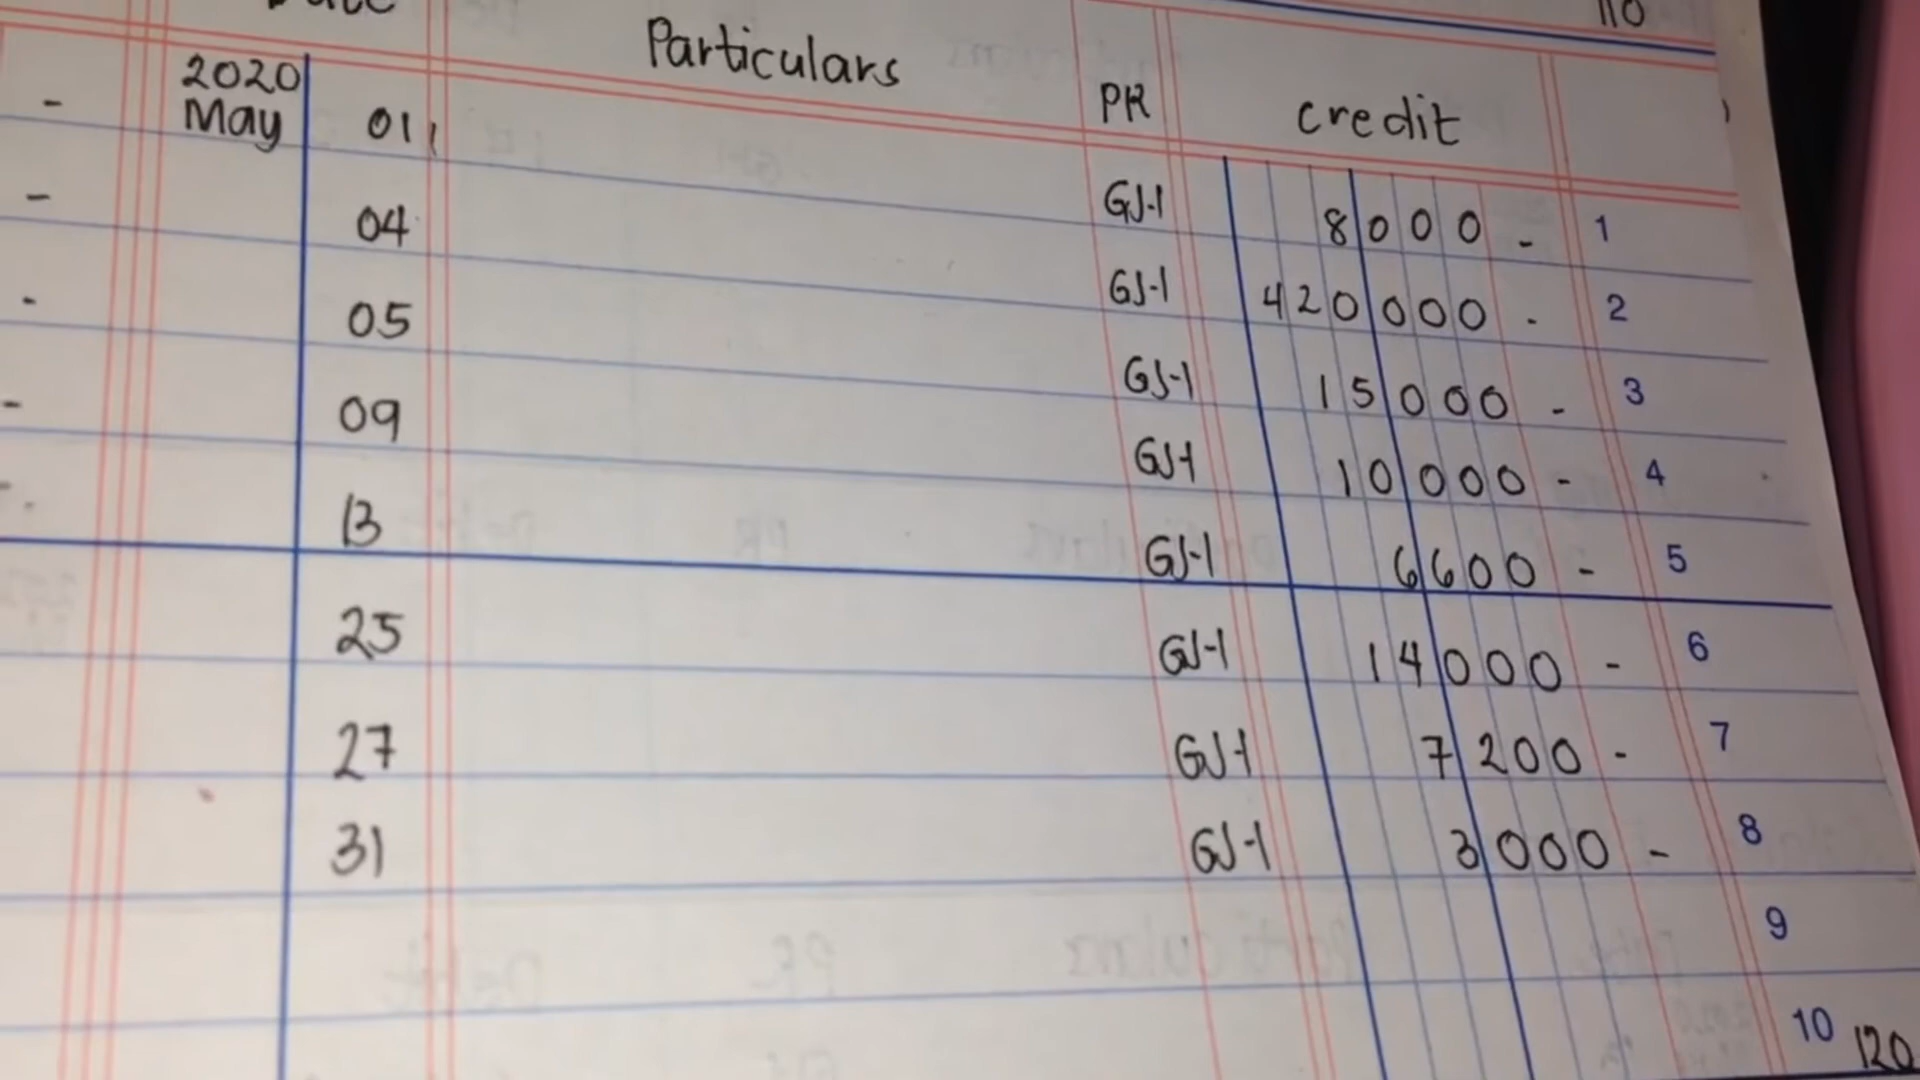 110
Particulars PR credit
2020
May 01 GJ-1 8000 - 1
04 GJ-1 420000 - 2
05 GJ-1 15000 - 3
09 GJ-1 10000 - 4
13 GJ-1 6600 - 5
25 GJ-1 14000 - 6
27 GJ-1 7200 - 7
31 GJ-1 3000 - 8
9
10
120